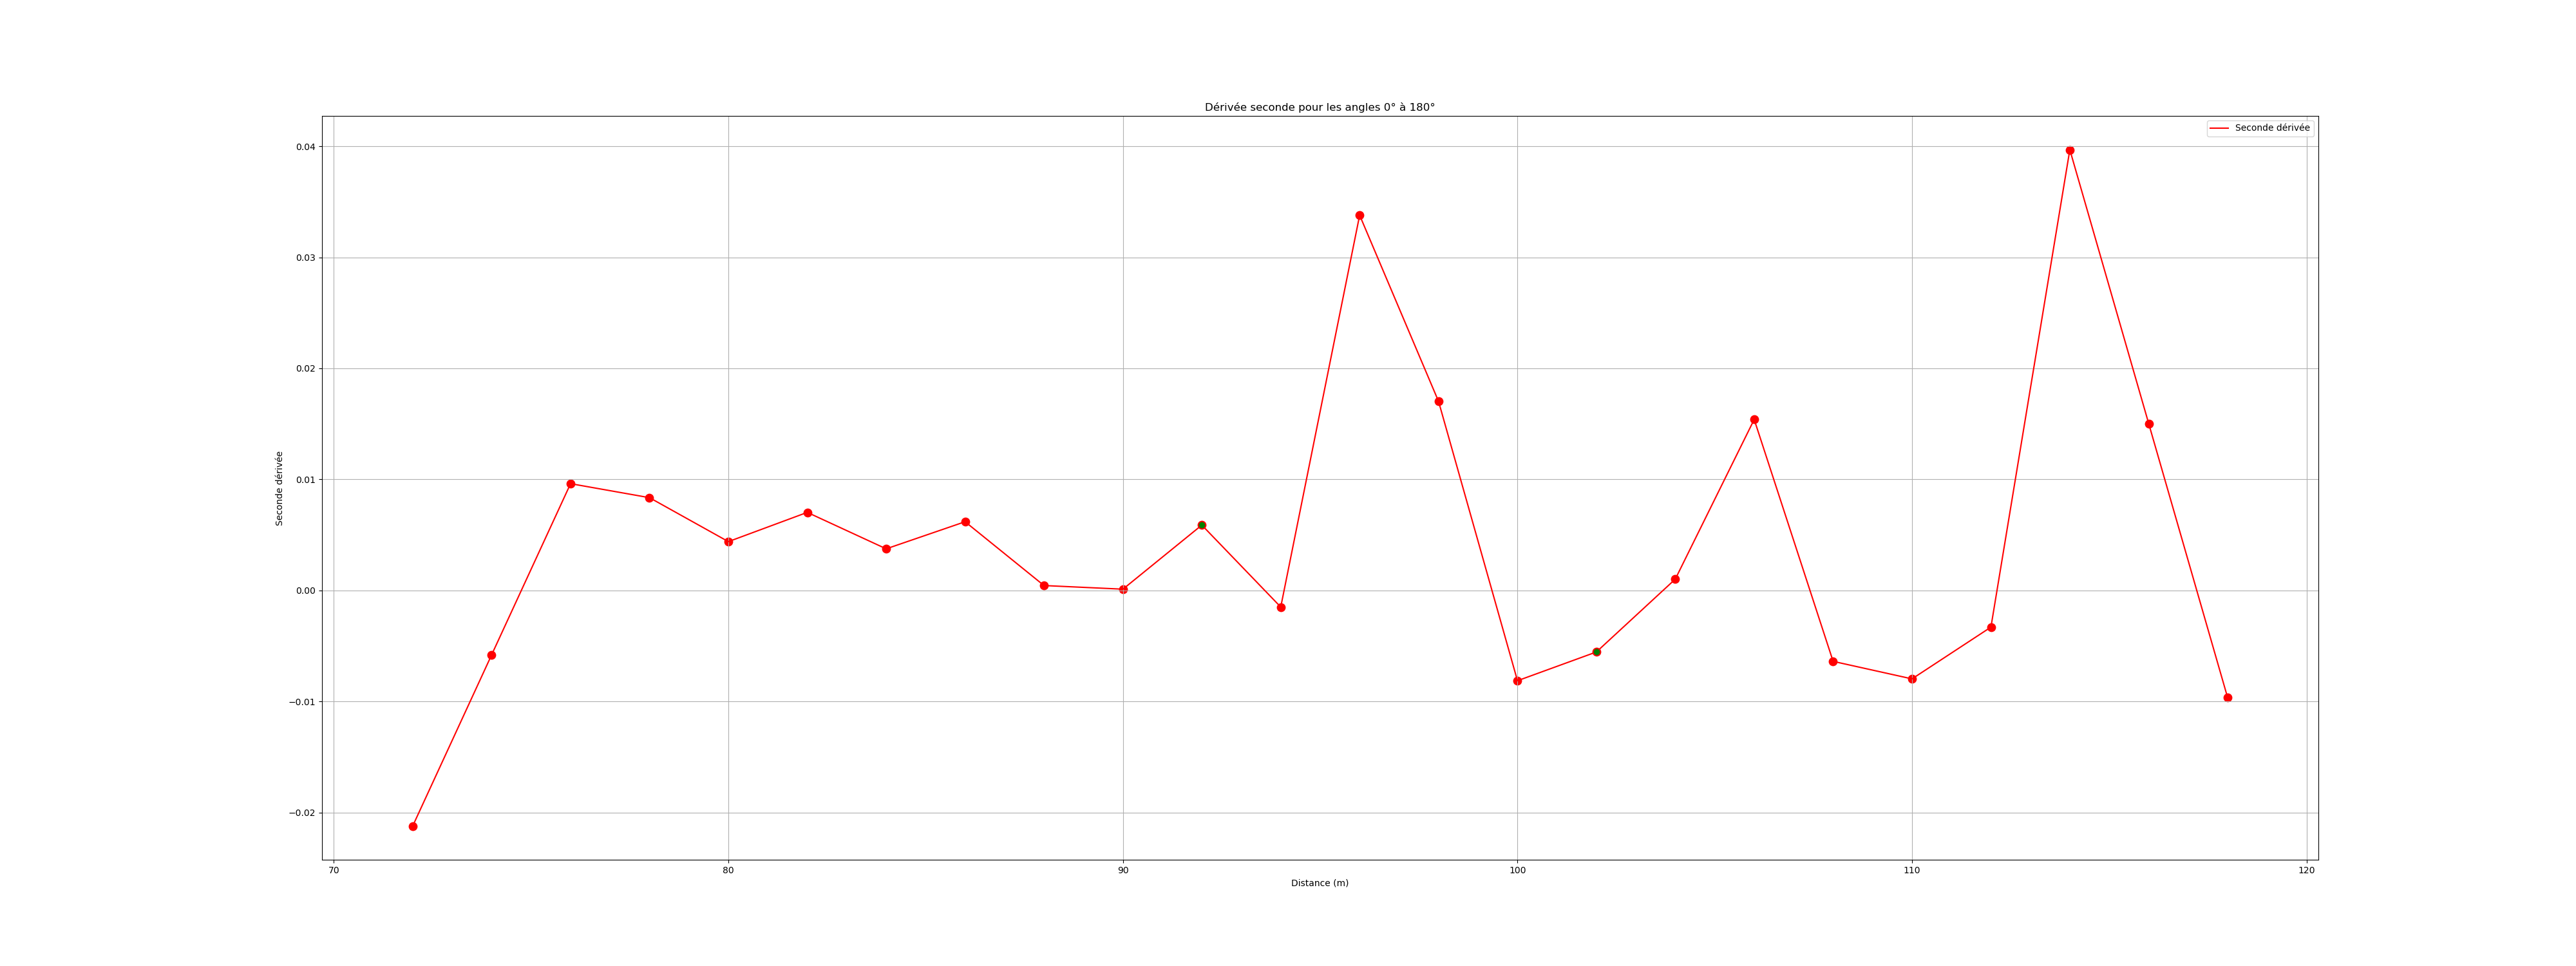 Dérivée seconde pour les angles 0° à 180°
Seconde dérivée
0.04
0.03
0.02
0.01
0.00
−0.01
−0.02
Seconde dérivée
70 80 90 100 110 120
Distance (m)